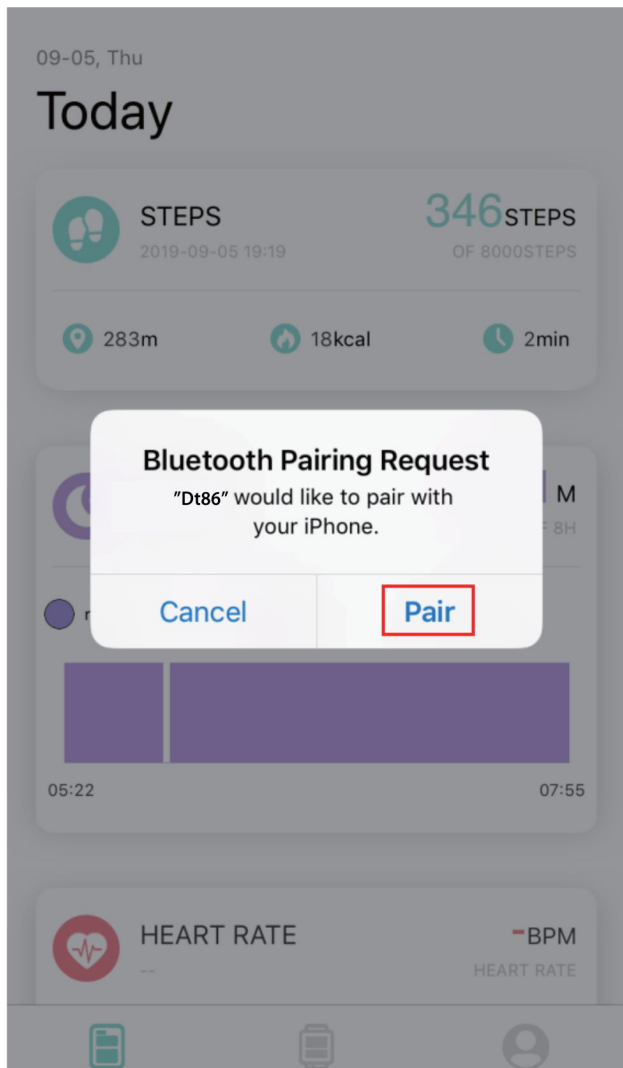 09-05, Thu
Today
STEPS 346STEPS
2019-09-05 19:19 OF 8000STEPS
283m 18kcal 2min
Bluetooth Pairing Request
"Dt86" would like to pair with
your iPhone.
M
8H
Cancel Pair
05:22 07:55
HEART RATE -BPM
-- HEART RATE